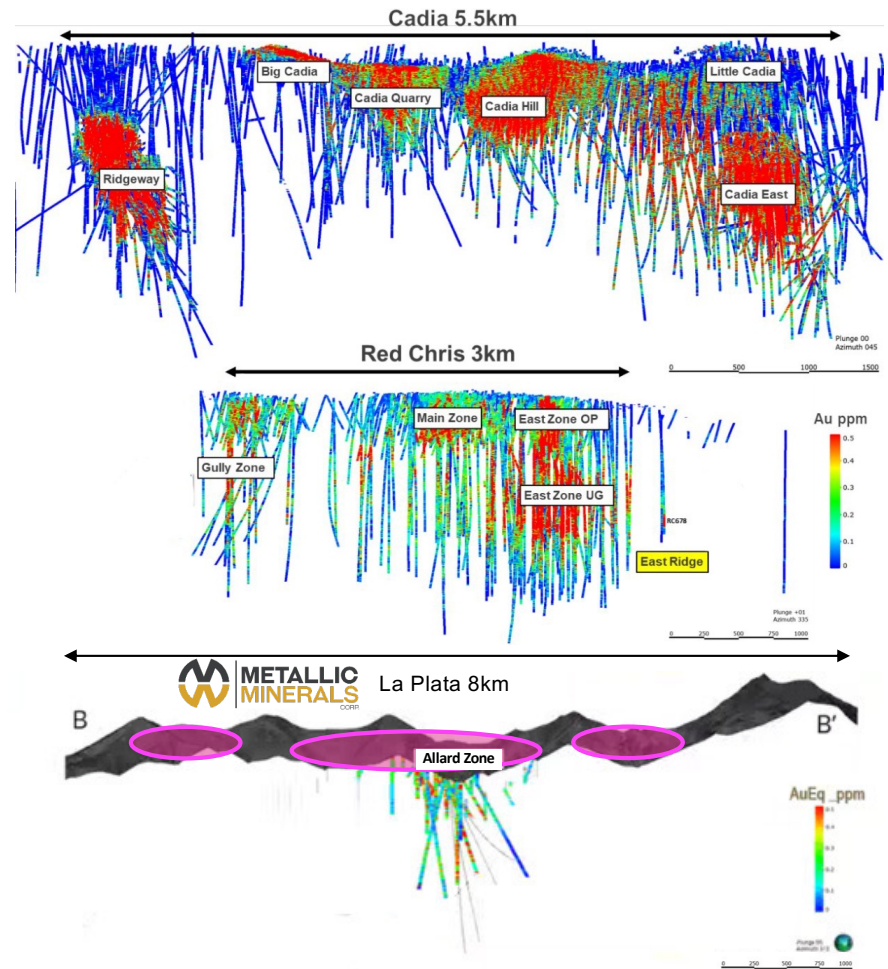 Cadia 5.5km
Big Cadia
Little Cadia
Cadia Quarry
Cadia Hill
Ridgeway
Cadia East
Plunge 00
Azimuth 045
0 500 1000 1500
Red Chris 3km
Au ppm
Main Zone
East Zone OP
0.5
0.4
0.3
0.2
0.1
0
Gully Zone
East Zone UG
RC678
East Ridge
Plunge +01
Azimuth 335
0 250 500 750 1000
METALLIC
MINERALS
CORP.
La Plata 8km
B
B'
Allard Zone
AuEq_ppm
0
0 250 500 750 1000